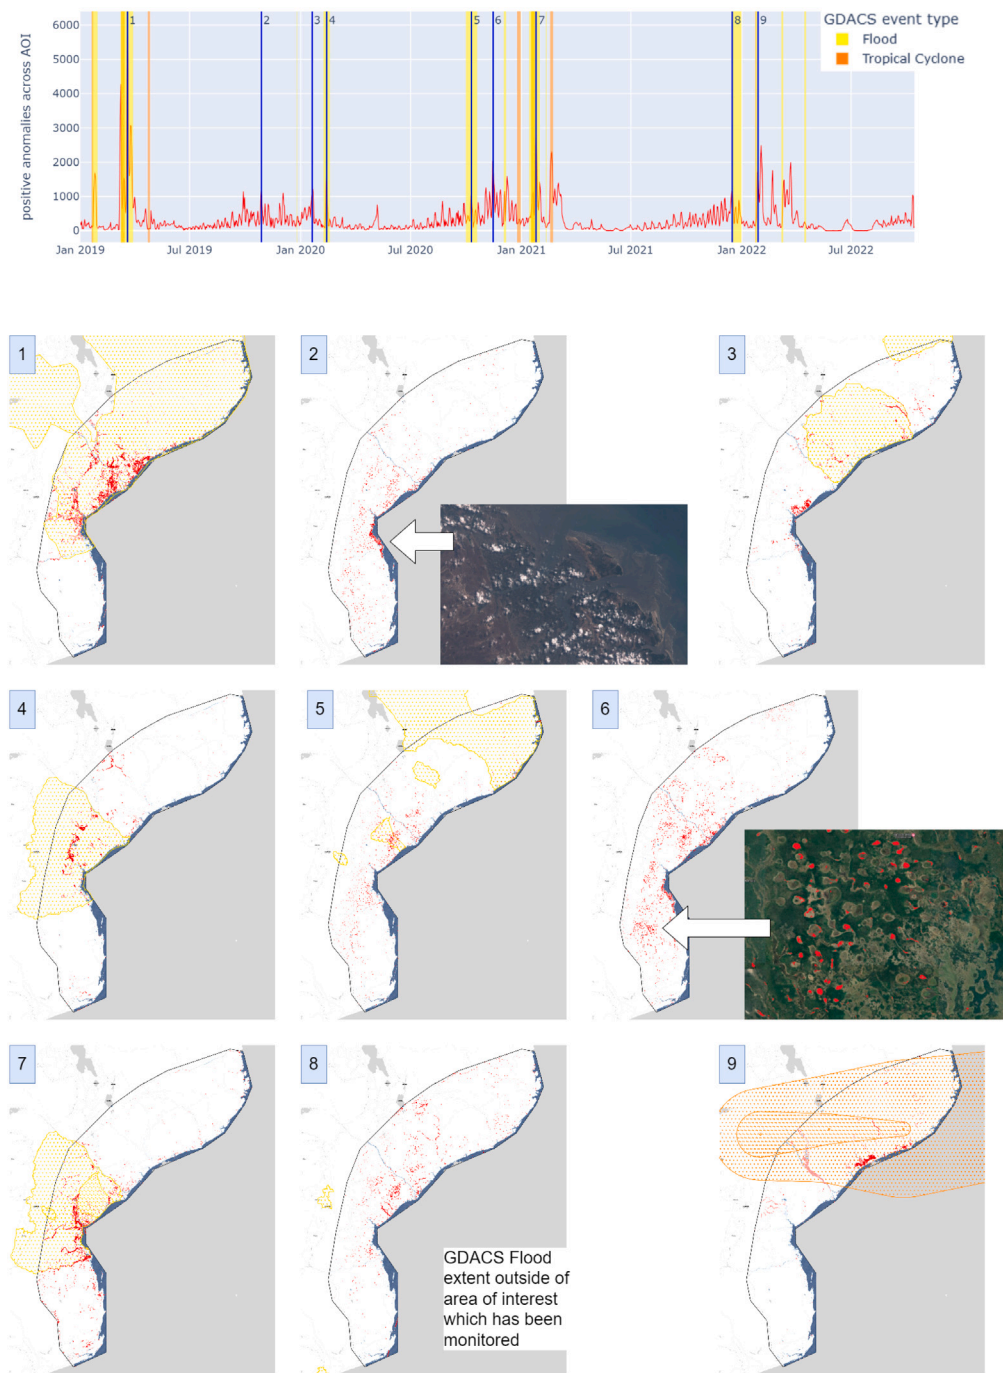 GDACS event type
Flood
Tropical Cyclone
positive anomalies across AOI
6000
5000
4000
3000
2000
1000
0
1 2 3 4 5 6 7 8 9
Jan 2019 Jul 2019 Jan 2020 Jul 2020 Jan 2021 Jul 2021 Jan 2022 Jul 2022
1
2
3
4
5
6
7
8
GDACS Flood
extent outside of
area of interest
which has been
monitored
9